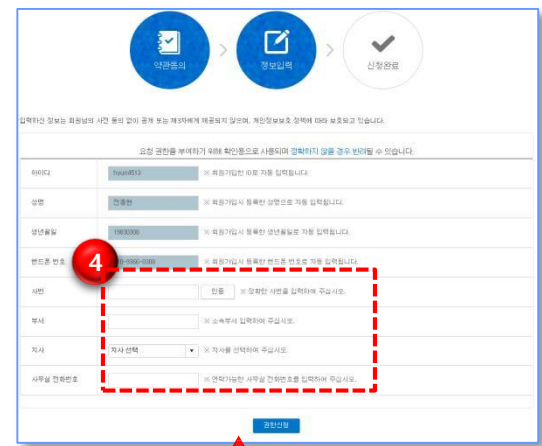 약관동의
정보입력
신청완료
입력하신 정보는 회원님의 사전 동의 없이 공개 또는 제3자에게 제공되지 않으며, 개인정보보호 정책에 따라 보호되고 있습니다.
요청 권한을 부여하기 위해 확인용으로 사용되며 정확하지 않을 경우 반려될 수 있습니다.
아이디 ※ 회원가입한 ID로 자동 입력됩니다.
성명 ※ 회원가입시 등록한 성명으로 자동 입력됩니다.
생년월일 ※ 회원가입시 등록한 생년월일로 자동 입력됩니다.
핸드폰 번호 ※ 회원가입시 등록한 핸드폰 번호로 자동 입력됩니다.
4
사번 인증 ※ 정확한 사번을 입력하여 주십시오.
부서 ※ 소속부서 입력하여 주십시오.
지사 지사 선택 ※ 지사를 선택하여 주십시오.
사무실 전화번호 ※ 연락가능한 사무실 전화번호를 입력하여 주십시오.
권한신청